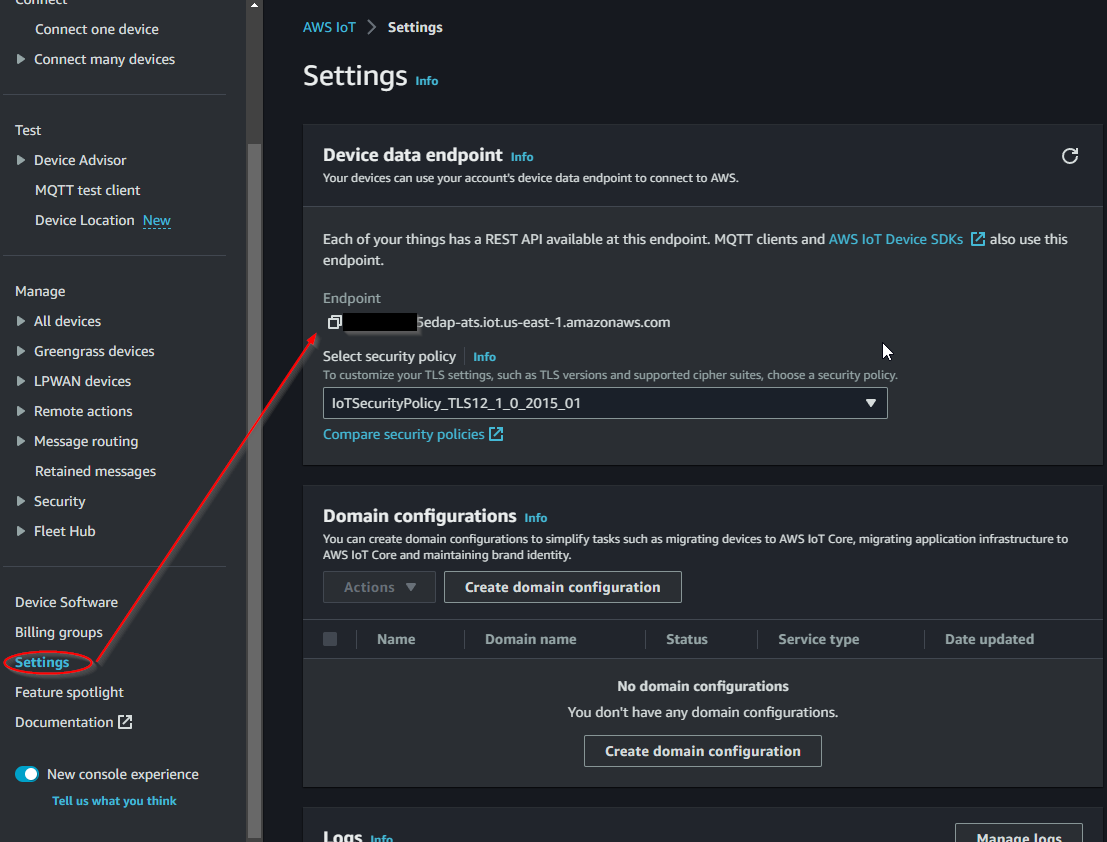 Connect
Connect one device
Connect many devices
Test
Device Advisor
MQTT test client
Device Location New
Manage
All devices
Greengrass devices
LPWAN devices
Remote actions
Message routing
Retained messages
Security
Fleet Hub
Device Software
Billing groups
Settings
Feature spotlight
Documentation
New console experience
Tell us what you think
AWS IoT Settings
Settings Info
Device data endpoint Info
Your devices can use your account's device data endpoint to connect to AWS.
Each of your things has a REST API available at this endpoint. MQTT clients and AWS IoT Device SDKs also use this
endpoint.
Endpoint
5edap-ats.iot.us-east-1.amazonaws.com
Select security policy Info
To customize your TLS settings, such as TLS versions and supported cipher suites, choose a security policy.
IoTSecurityPolicy_TLS12_1_0_2015_01
Compare security policies
Domain configurations Info
You can create domain configurations to simplify tasks such as migrating devices to AWS IoT Core, migrating application infrastructure to
AWS IoT Core and maintaining brand identity.
Actions Create domain configuration
Name Domain name Status Service type Date updated
No domain configurations
You don't have any domain configurations.
Create domain configuration
Logs Info
Manage logs